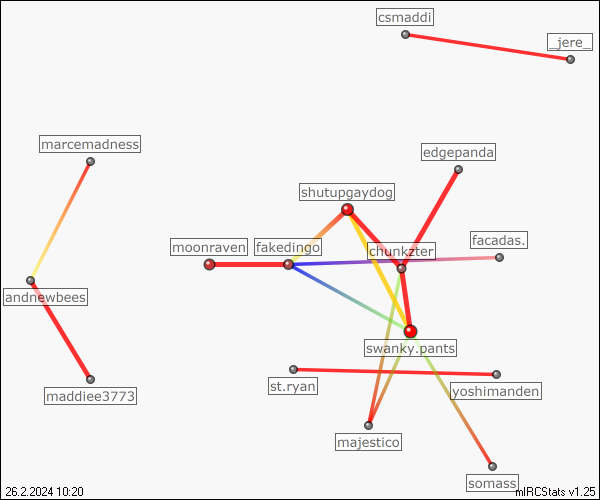 csmaddi
_jere_
marcemadness
edgepanda
shutupgaydog
facadas.
moonraven
fakedingo
chunkzter
andnewbees
swanky.pants
st.ryan
yoshimanden
maddiee3773
majestico
somass
26.2.2024 10:20
mIRCStats v1.25